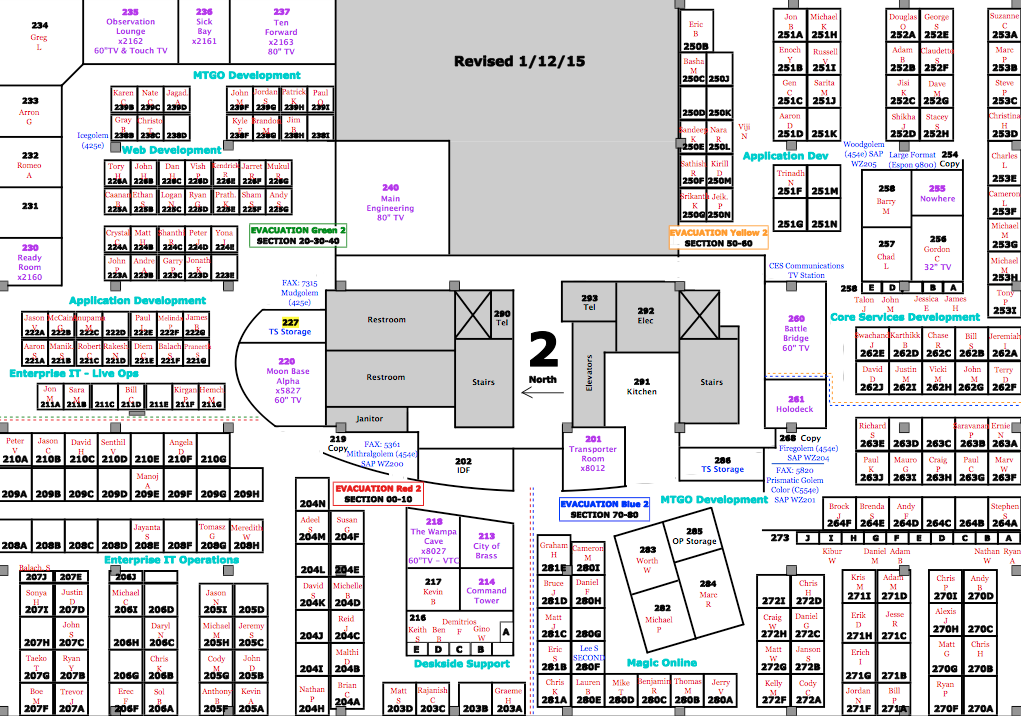 234
Greg
L
235
Observation
Lounge
x2162
60"TV & Touch TV
236
Sick
Bay
x2161
237
Ten
Forward
x2163
80" TV
Revised 1/12/15
MTGO Development
Karen
C
239B
Nate
C
239C
Jagad.
A
239D
John
M
239F
Jordan
S
239G
Patrick
H
239H
Paul
O
239I
Gray
B
238B
Christo
T
238C
238D
Kyle
E
238F
Brandon
M
238G
Jim
R
238H
238I
233
Arron
G
Icegolem
(425e)
Web Development
232
Romeo
A
Tory
H
226A
John
H
226B
Dan
H
226C
Vish
P
226D
Kendrick
226E
Jarret
R
226F
Mukul
R
226G
231
Caanan
225A
Ethan
S
225B
Logan
225C
Ryan
G
225D
Prath.
K
225E
Sham
S
225F
Andy
S
226G
230
Ready
Room
x2160
Crystal
C
224A
Matt
H
224B
Shanthi
224C
Peter
J
224D
Yona
J
224E
John
P
223A
Andre
A
223B
Garry
P
223C
Jonath
K
223D
223E
240
Main
Engineering
80" TV
EVACUATION Green 2
SECTION 20-30-40
Application Development
Jason
V
222A
McCain
222B
222C
222D
Paul
J
222E
Melinda
222F
James
R
222G
Aaron
S
221A
Manik.
S
221B
Robert
C
221C
Rakesh
N
221D
Diem
C
221E
Balach
S
221F
Praneet
S
221G
Enterprise IT - Live Ops
Jon
M
211A
Sara
M
211B
211C
Bill
C
211D
211E
Kirgan
211F
Hemch
M
211G
FAX: 7315
Mudgolem
(425e)
227
TS Storage
220
Moon Base
Alpha
x5827
60" TV
Restroom
Restroom
Janitor
290
Tel
Stairs
2
North
293
Tel
292
Elec
Elevators
291
Kitchen
Stairs
219
Copy
FAX: 5361
Mithralgolem (454e)
SAP WZ200
202
IDF
201
Transporter
Room
x8012
286
TS Storage
EVACUATION Red 2
SECTION 00-10
EVACUATION Blue 2
SECTION 70-80
Eric
B
250B
Basha
M
250C
250J
250D
250K
Sandeep
250E
Nara
R
250L
Sathish
R
250F
Kirill
D
250M
Srikanta
K
250G
Jeik.
P
250N
Viji
N
EVACUATION Yellow 2
SECTION 50-60
Jon
B
251A
Michael
K
251H
Enoch
Y
251B
Russell
V
251I
Gen
C
251C
Sarita
M
251J
Aaron
D
251D
251K
Application Dev
Trinadh
N
251F
251M
251G
251N
Douglas
O
252A
George
S
252E
Adam
B
252B
Claudette
S
252F
Jisi
K
252C
Dave
M
252G
Shikha
J
252D
Stacey
S
252H
Woodgolem
(454e) SAP
WZ205
Large Format
(Espon 9800)
254
Copy
258
Barry
M
255
Nowhere
257
Chad
L
256
Gordon
C
32" TV
258
E
D
B
A
Talon
J
John
M
Jessica
E
James
H
Suzanne
C
253A
Marc
P
253B
Steve
P
253C
Christina
H
253D
Charles
L
253E
Cameron
L
253F
Michael
M
253G
Michael
H
253H
Tony
P
253I
CES Communications
TV Station
260
Battle
Bridge
60" TV
261
Holodeck
Core Services Development
Swachand
J
262E
Karthikk
B
262D
Chase
R
262C
Bill
S
262B
Jeremiah
J
262A
David
J
262J
Justin
M
262I
Vicki
M
262H
John
G
262G
Terry
D
262F
Richard
S
263E
263D
263C
Saravanan
P
263B
Ernie
N
263A
Paul
K
263J
Mauro
G
263I
Craig
P
263H
Paul
C
263G
Marv
W
263F
268 Copy
Firegolem (454e)
SAP WZ204
FAX: 5820
Prismatic Golem
Color (C554e)
SAP WZ201
MTGO Development
Brock
J
264F
Brenda
S
264E
Andy
F
264D
264C
264B
Stephen
S
264A
273
J
I
H
G
F
E
D
C
B
A
Kibur
W
Daniel
M
Adam
B
Nathan
W
Ryan
A
Peter
V
210A
Jason
C
210B
David
H
210C
Senthil
V
210D
210E
Angela
D
210F
210G
209A
209B
209C
209D
Manoj
A
209E
209F
209G
209H
208A
208B
208C
208D
Jayanta
S
208E
208F
Tomasz
G
208G
Meredith
W
208H
Enterprise IT Operations
Balach. S
207J
207E
206J
Sonya
H
207I
Justin
D
207D
Michael
C
206I
206D
Jason
N
205I
205D
207H
John
S
207C
206H
Daryl
N
206C
Michael
M
205H
Jeremy
S
205C
Taeko
T
207G
Ryan
Y
207B
206G
Chris
K
206B
Cody
M
205G
John
D
205B
Boe
M
207F
Trevor
J
207A
Erec
P
206F
Sol
G
206A
Anthony
205F
Kevin
A
205A
204N
Adeel
S
204M
Susan
G
204F
204L
204E
David
S
204K
Michelle
B
204D
204J
Reid
J
204C
204I
Malthi
D
204B
Nathan
P
204H
Brian
C
204A
218
The Wampa
Cave
x8027
60"TV - VTC
213
City of
Brass
217
Kevin
B
214
Command
Tower
216
Keith
S
Ben
B
Demitrios
F
Gino
W
A
E
D
C
B
Deskside Support
Matt
S
203D
Rajanish
C
203C
203B
Graeme
H
203A
Graham
H
281E
Cameron
M
280I
Bruce
J
281D
Daniel
F
280H
Matt
J
281C
280G
Eric
S
281B
Lee S
(SECOND)
280F
Chris
K
281A
Lauren
B
280E
Mike
T
280D
Benjamin
R
280C
Thomas
M
280B
Jerry
V
280A
285
OP Storage
283
Worth
W
284
Mare
R
282
Michael
P
Magic Online
272I
Chris
H
272D
Craig
W
272H
Daniel
G
272C
Matt
W
272G
Janson
S
272B
Kelly
M
272F
Cody
C
272A
Kris
M
271I
Adam
M
271D
Erik
D
271H
Jesse
R
271C
Erich
I
271G
271B
Jordan
N
271F
Bill
P
271A
Chris
P
270I
Andy
B
270D
Alexis
J
270H
270C
Matt
G
270G
Chris
H
270B
Ryan
P
270F
270A